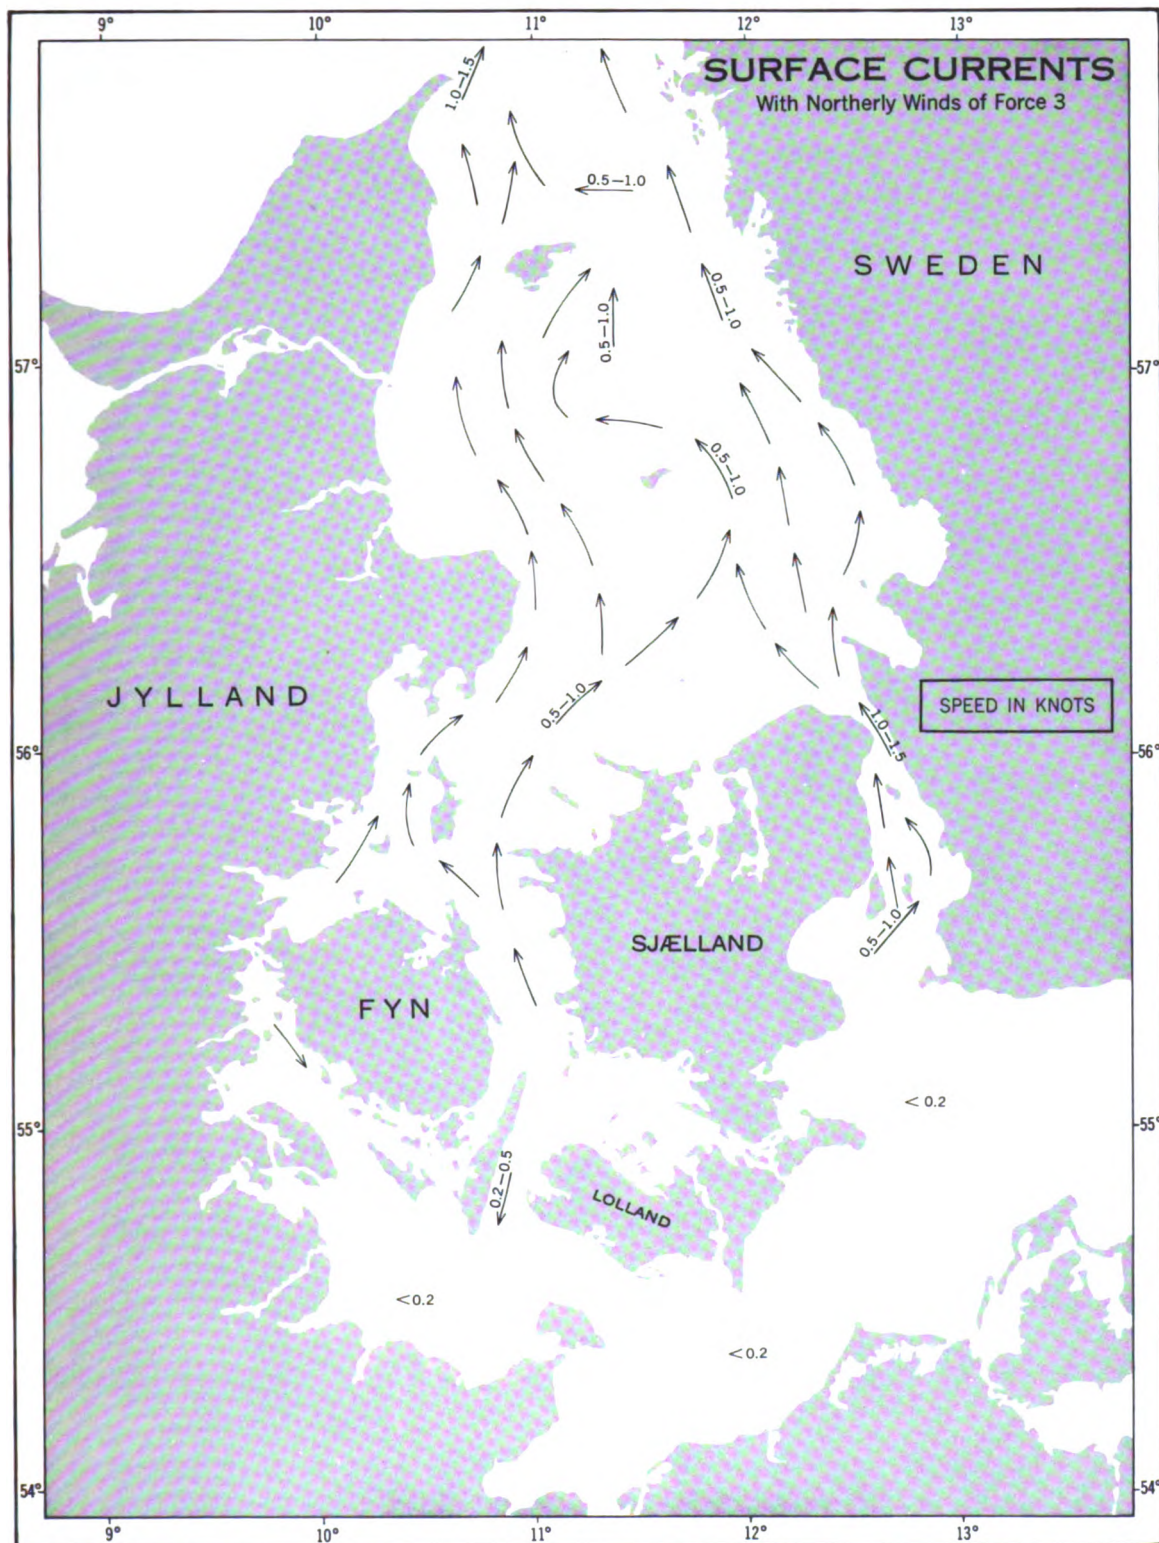 9° 10° 11° 12° 13°
SURFACE CURRENTS
With Northerly Winds of Force 3
1.0–1.5
0.5–1.0
SWEDEN
0.5–1.0
0.5–1.0
57° 57°
0.5–1.0
JYLLAND
0.5–1.0
SPEED IN KNOTS
1.0–1.5
56° 56°
0.5–1.0
SJÆLLAND
FYN
<0.2
55° 55°
0.2–0.5
LOLLAND
<0.2
<0.2
54° 54°
9° 10° 11° 12° 13°